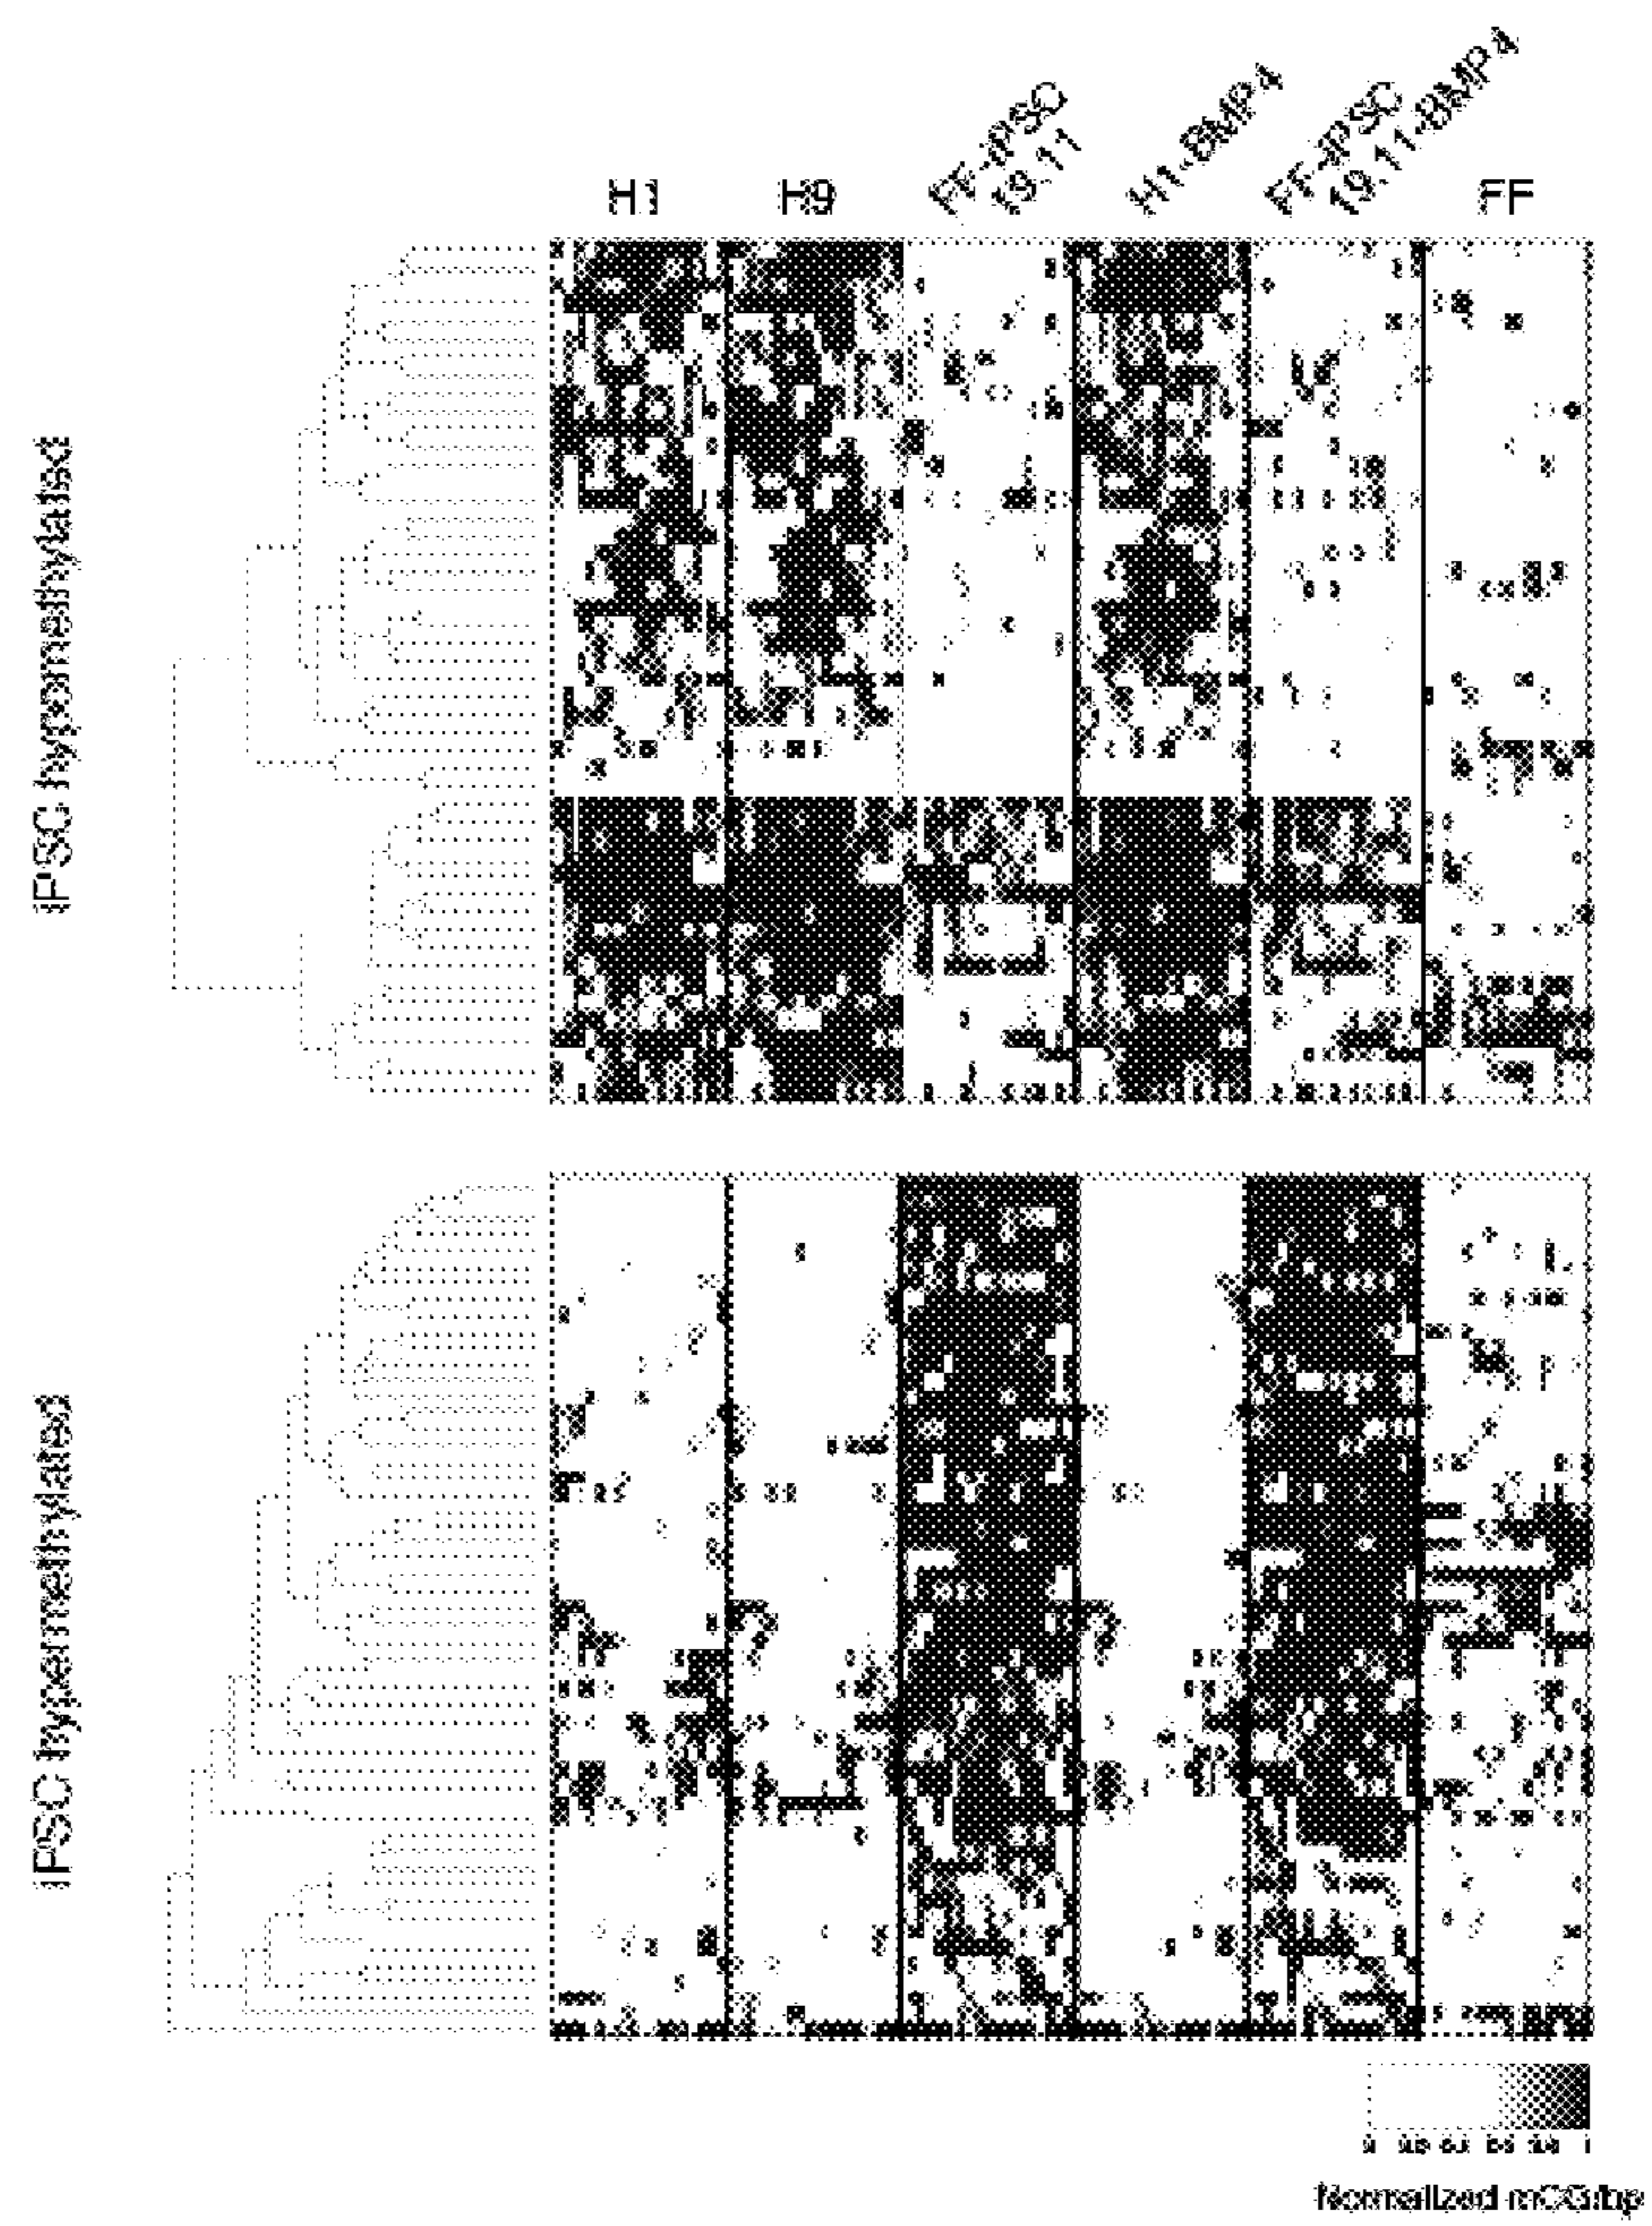 H1
H9
FF-iPSC
19.11
H1-BMP4
FF-iPSC
19.11-BMP4
FF
iPSC hypomethylated
iPSC hypermethylated
Normalized mCG/bp